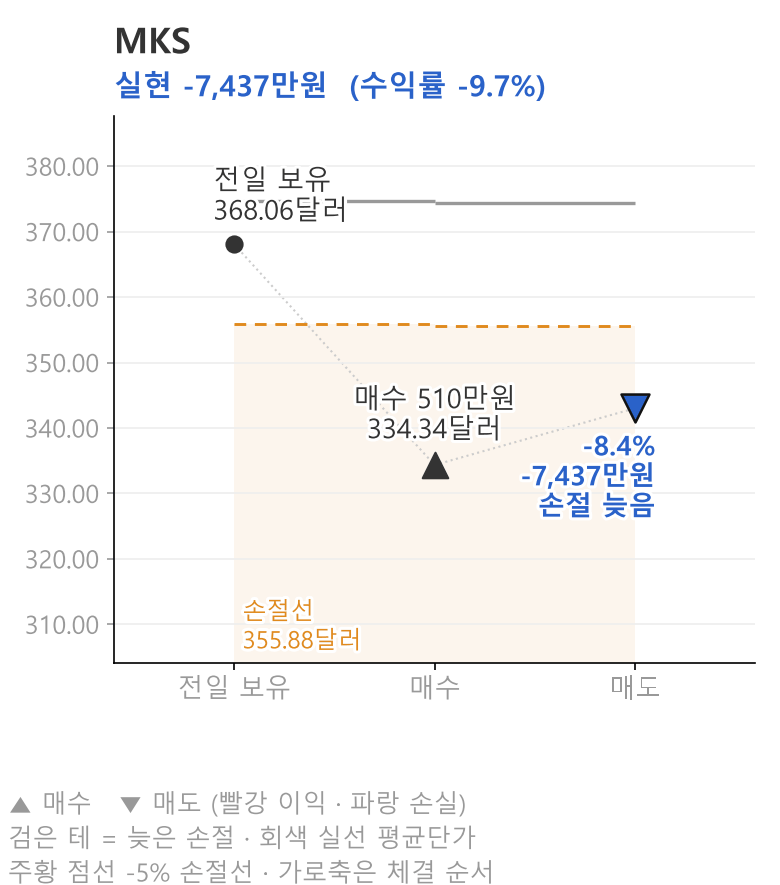 MKS
실현 -7,437만원 (수익률 -9.7%)
380.00
370.00
360.00
350.00
340.00
330.00
320.00
310.00
전일 보유
368.06달러
매수 510만원
334.34달러
-8.4%
-7,437만원
손절 늦음
손절선
355.88달러
전일 보유
매수
매도
▲ 매수 ▼ 매도 (빨강 이익 · 파랑 손실)
검은 테 = 늦은 손절 · 회색 실선 평균단가
주황 점선 -5% 손절선 · 가로축은 체결 순서